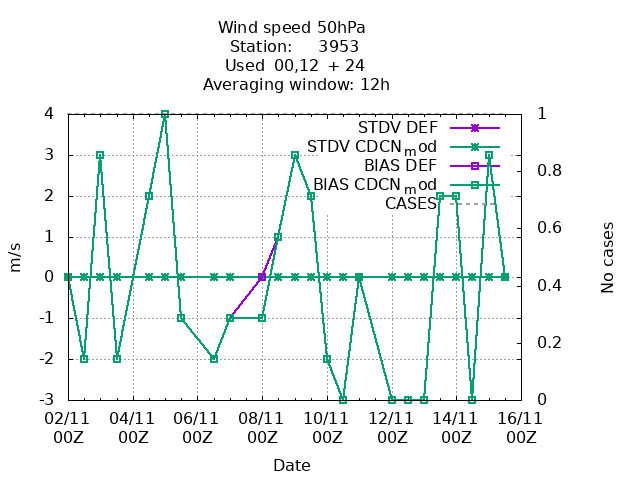 Wind speed 50hPa
Station: 3953
Used 00,12 + 24
Averaging window: 12h
STDV DEF
STDV CDCNmod
BIAS DEF
BIAS CDCNmod
CASES
4
3
2
1
0
-1
-2
-3
m/s
1
0.8
0.6
0.4
0.2
0
No cases
02/11 04/11 06/11 08/11 10/11 12/11 14/11 16/11
00Z 00Z 00Z 00Z 00Z 00Z 00Z 00Z
Date